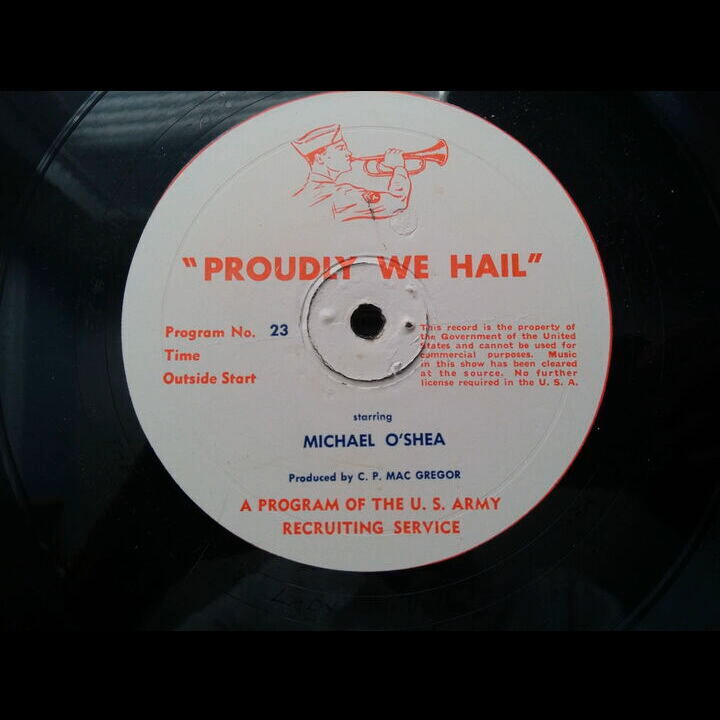 "PROUDLY WE HAIL"
Program No. 23
Time
Outside Start
This record is the property of
the Government of the United
States and cannot be used for
commercial purposes. Music
in this show has been cleared
at the source. No further
license required in the U. S. A.
starring
MICHAEL O'SHEA
Produced by C. P. MAC GREGOR
A PROGRAM OF THE U. S. ARMY
RECRUITING SERVICE